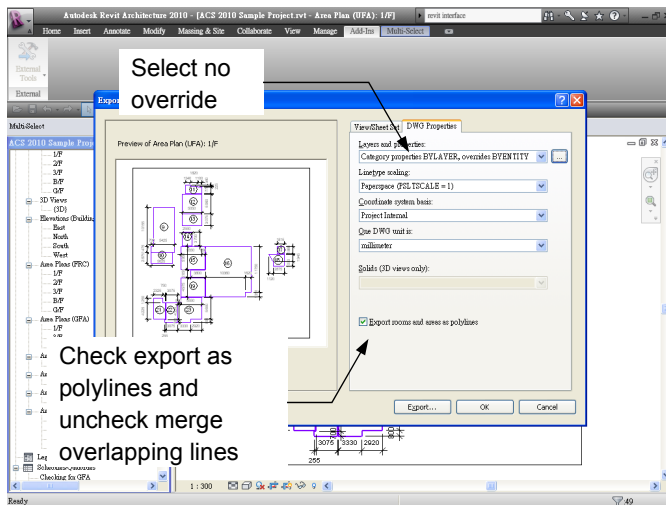 Autodesk Revit Architecture 2010 - [ACS 2010 Sample Project.rvt - Area Plan (UFA): 1/F]
revit interface
Home Insert Annotate Modify Massing & Site Collaborate View Manage Add-Ins Multi-Select
External
Tools
External
Select no
override
Multi-Select
ACS 2010 Sample
1/F
2/F
3/F
R/F
G/F
3D Views
{3D}
Elevations
East
North
South
West
Area Plans (FRC)
1/F
2/F
3/F
R/F
G/F
Area Plans (GFA)
1/F
Preview of Area Plan (UFA): 1/F
View/Sheet Set
DWG Properties
Layers and properties:
Category properties BYLAYER, overrides BYENTITY
...
Linetype scaling:
Paperspace (PSLTSCALE = 1)
Coordinate system basis:
Project Internal
One DWG unit is:
millimeter
Solids (3D views only):
Export rooms and areas as polylines
Export...
OK
Cancel
Check export as
polylines and
uncheck merge
overlapping lines
3075 3330 2920
255
Checking for GFA
1 : 300
Ready
:49